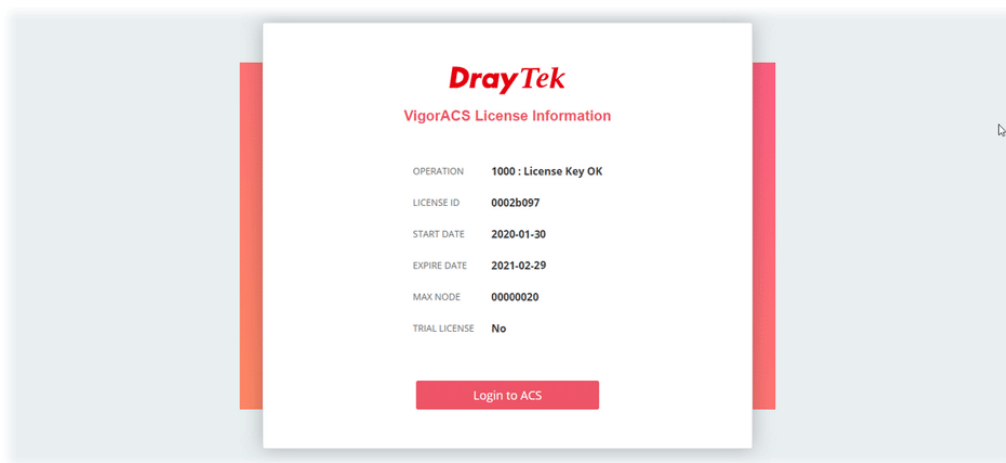 DrayTek
VigorACS License Information
OPERATION 1000 : License Key OK
LICENSE ID 0002b097
START DATE 2020-01-30
EXPIRE DATE 2021-02-29
MAX NODE 00000020
TRIAL LICENSE No
Login to ACS